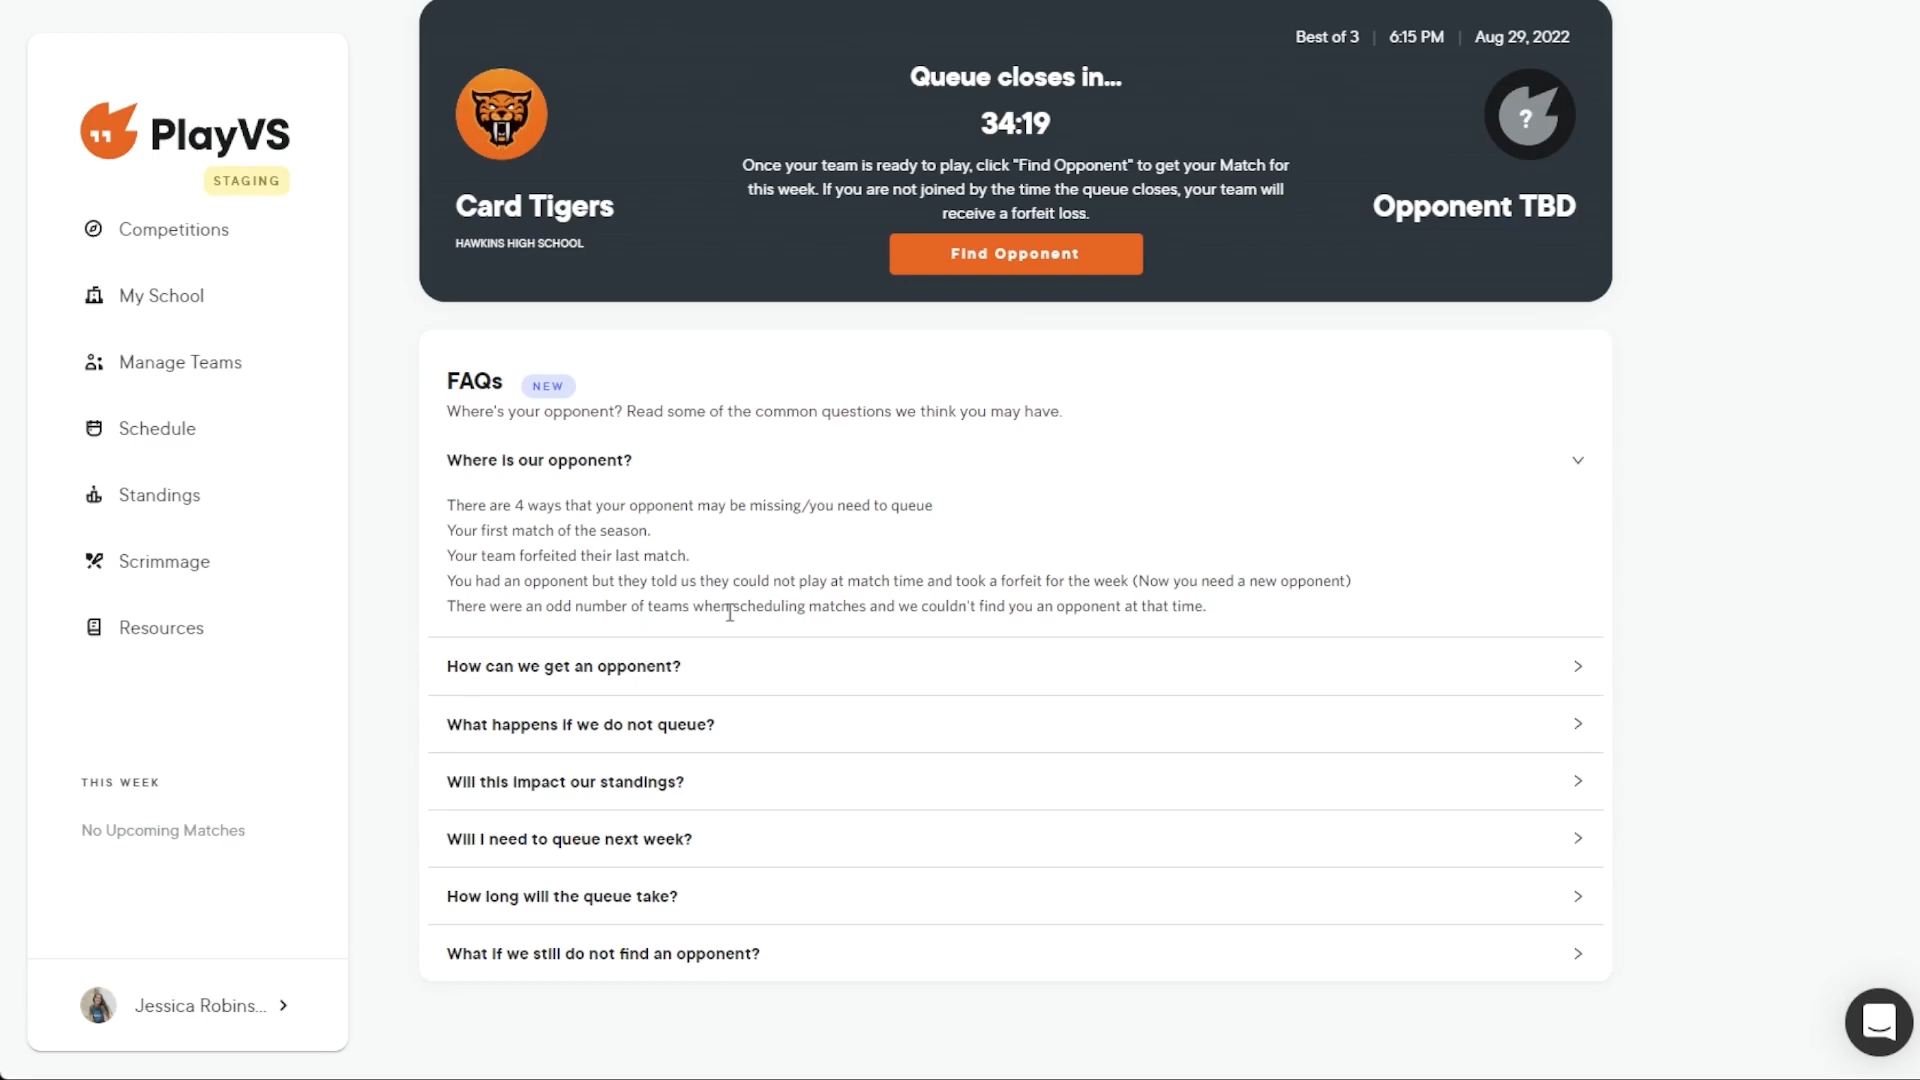 PlayVS
STAGING
Competitions
My School
Manage Teams
Schedule
Standings
Scrimmage
Resources
THIS WEEK
No Upcoming Matches
Jessica Robins...
Best of 3 | 6:15 PM | Aug 29, 2022
Queue closes in...
34:19
Once your team is ready to play, click "Find Opponent" to get your Match for
this week. If you are not joined by the time the queue closes, your team will
receive a forfeit loss.
Find Opponent
Card Tigers
HAWKINS HIGH SCHOOL
?
Opponent TBD
FAQs NEW
Where's your opponent? Read some of the common questions we think you may have.
Where is our opponent?
There are 4 ways that your opponent may be missing/you need to queue
Your first match of the season.
Your team forfeited their last match.
You had an opponent but they told us they could not play at match time and took a forfeit for the week (Now you need a new opponent)
There were an odd number of teams when scheduling matches and we couldn't find you an opponent at that time.
How can we get an opponent?
What happens if we do not queue?
Will this impact our standings?
Will I need to queue next week?
How long will the queue take?
What if we still do not find an opponent?